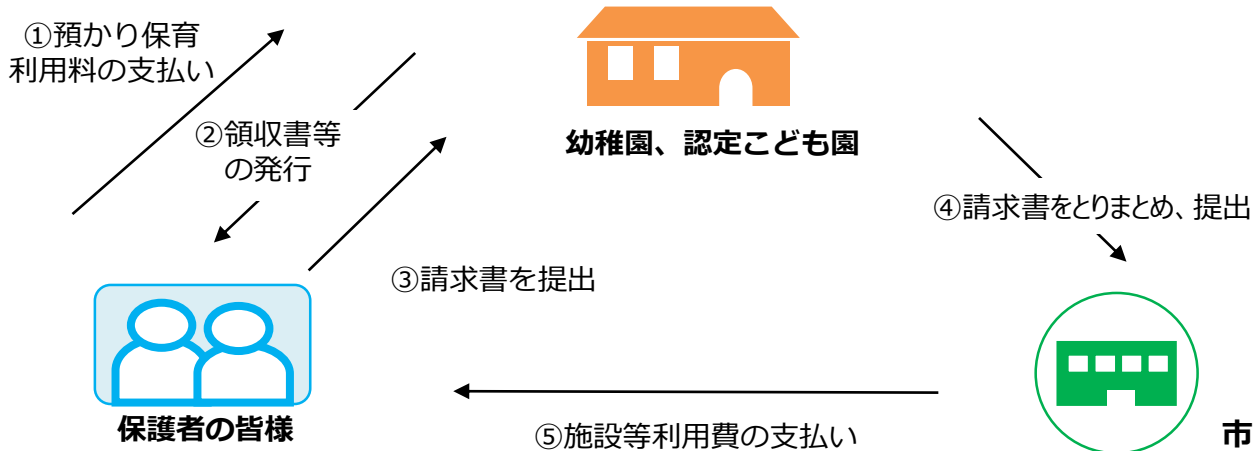 ①預かり保育
利用料の支払い
②領収書等
の発行
幼稚園、認定こども園
④請求書をとりまとめ、提出
③請求書を提出
保護者の皆様
⑤施設等利用費の支払い
市